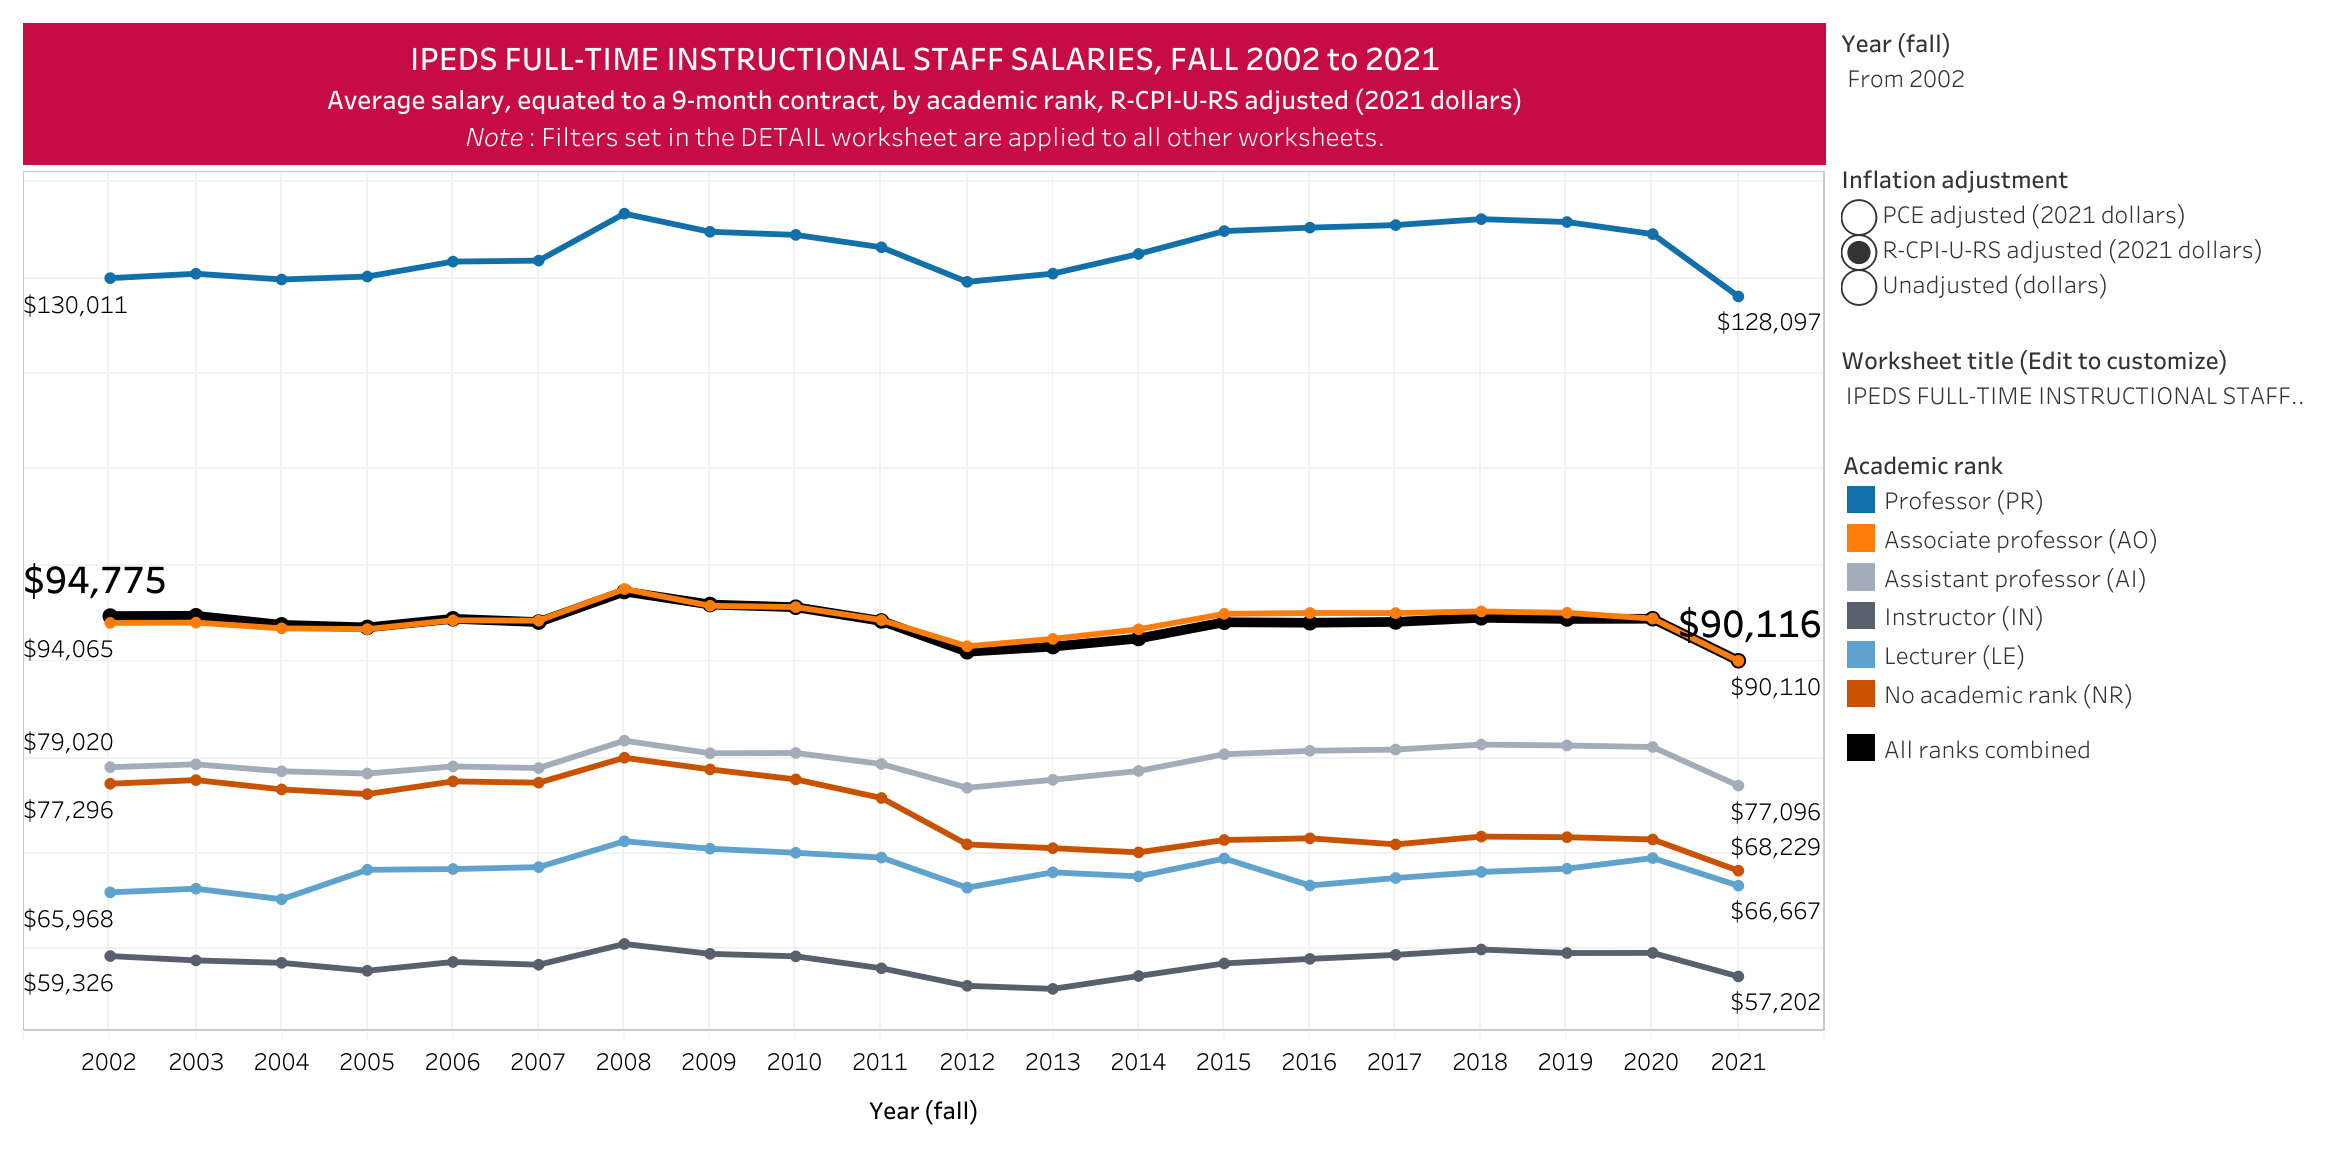 IPEDS FULL-TIME INSTRUCTIONAL STAFF SALARIES, FALL 2002 to 2021
Average salary, equated to a 9-month contract, by academic rank, R-CPI-U-RS adjusted (2021 dollars)
Note : Filters set in the DETAIL worksheet are applied to all other worksheets.
$130,011
$128,097
$94,775
$90,116
$94,065
$90,110
$79,020
$77,296
$77,096
$68,229
$65,968
$66,667
$59,326
$57,202
2002 2003 2004 2005 2006 2007 2008 2009 2010 2011 2012 2013 2014 2015 2016 2017 2018 2019 2020 2021
Year (fall)
Year (fall)
From 2002
Inflation adjustment
PCE adjusted (2021 dollars)
R-CPI-U-RS adjusted (2021 dollars)
Unadjusted (dollars)
Worksheet title (Edit to customize)
IPEDS FULL-TIME INSTRUCTIONAL STAFF..
Academic rank
Professor (PR)
Associate professor (AO)
Assistant professor (AI)
Instructor (IN)
Lecturer (LE)
No academic rank (NR)
All ranks combined